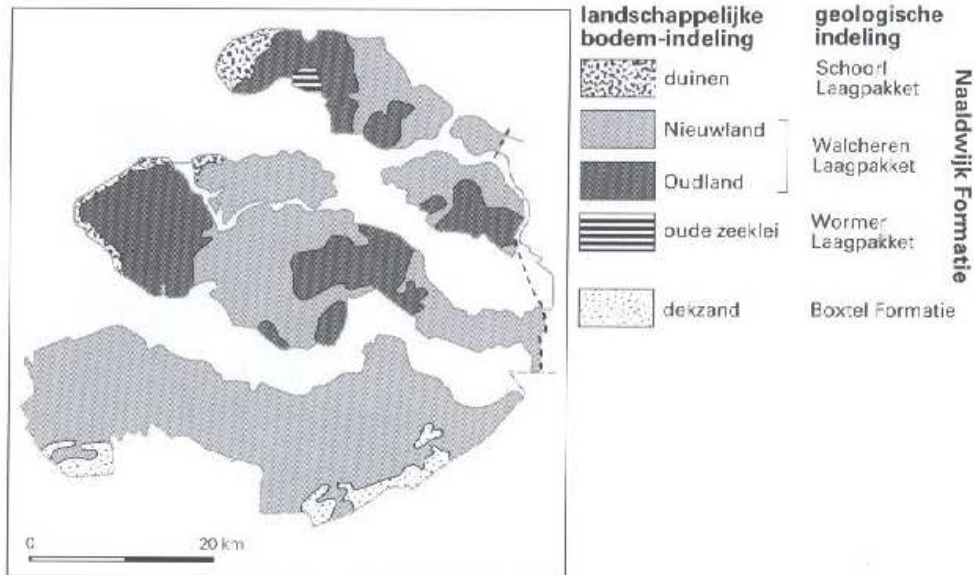 landschappelijke
bodem-indeling
geologische
indeling
duinen
Schoorl
Laagpakket
Nieuwland
Walcheren
Laagpakket
Oudland
oude zeeklei
Wormer
Laagpakket
Naaldwijk Formatie
dekzand
Boxtel Formatie
0
20 km